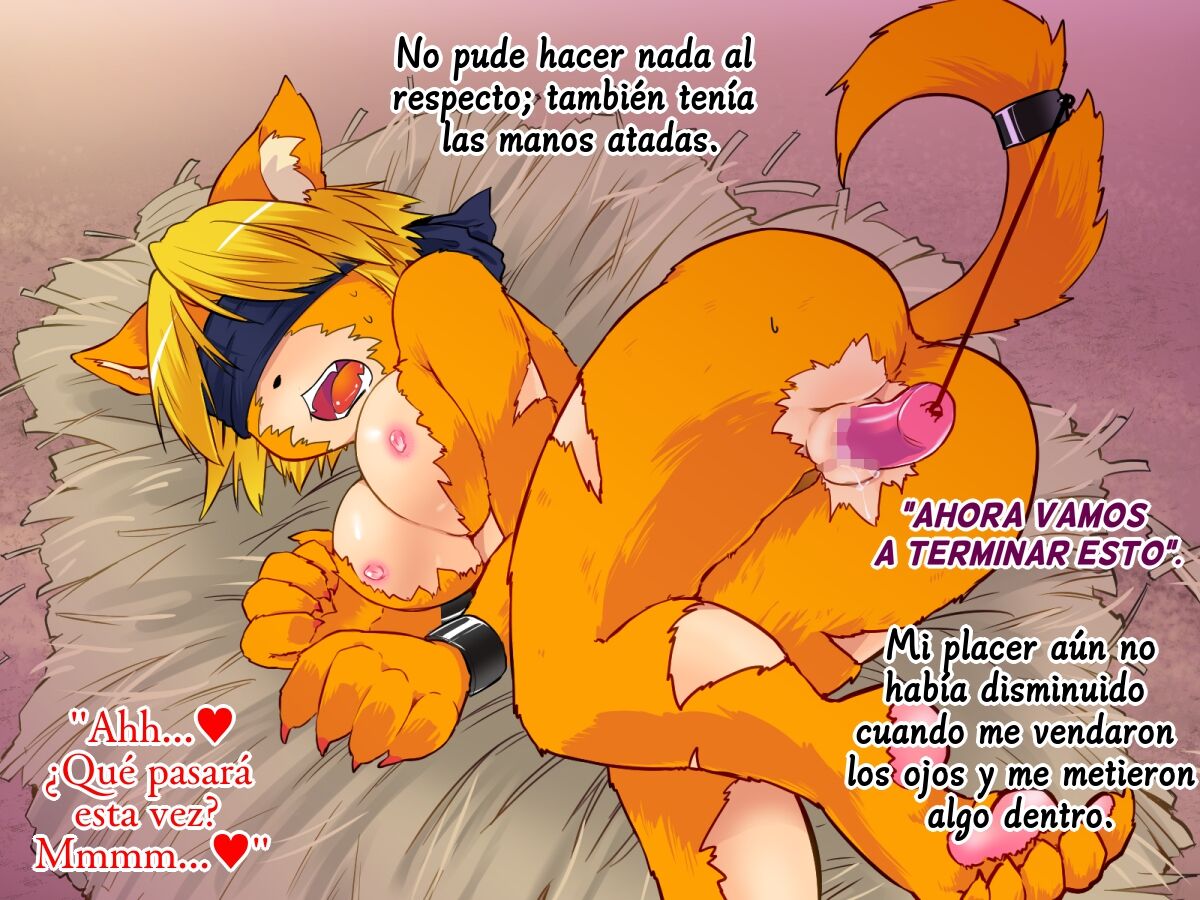 No pude hacer nada al
respecto; también tenía
las manos atadas.
"AHORA VAMOS
A TERMINAR ESTO".
Mi placer aún no
había disminuido
cuando me vendaron
los ojos y me metieron
algo dentro.
"Ahh...♥
¿Qué pasará
esta vez?
Mmmm...♥"